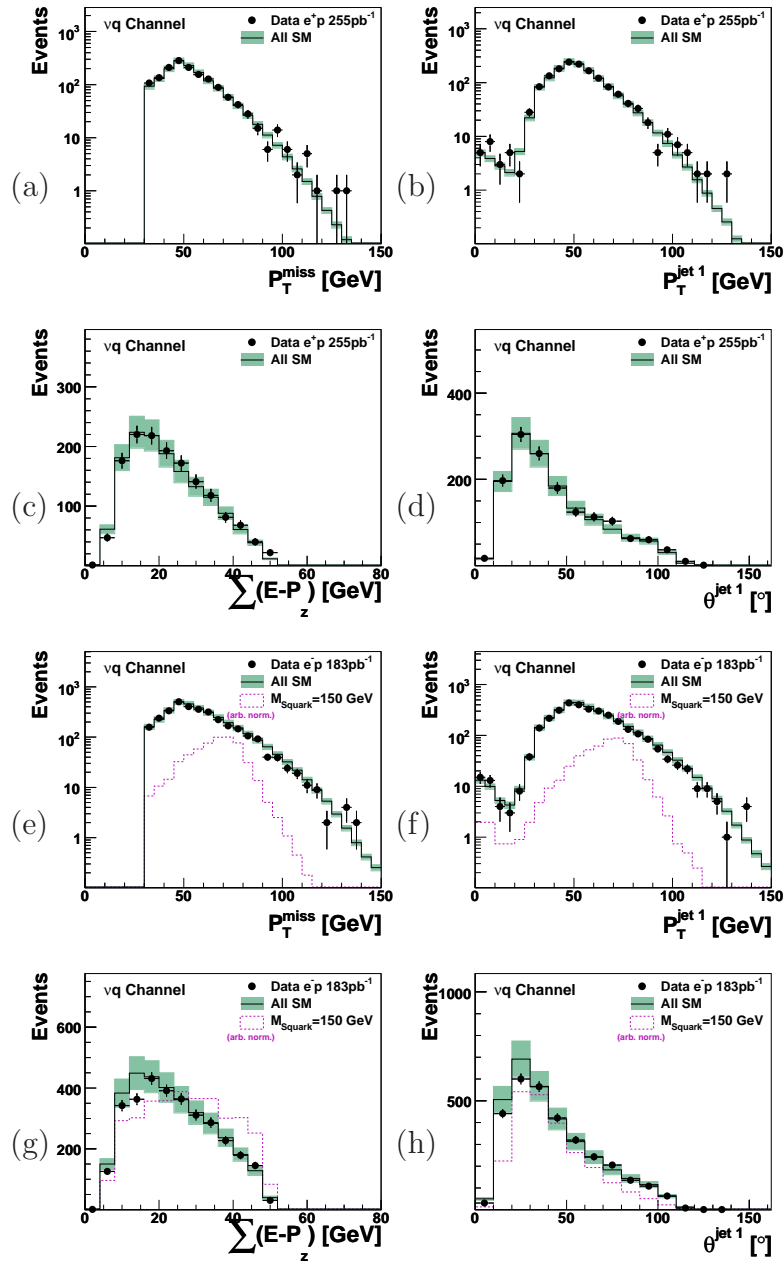 Events
10³
10²
10
1
νq Channel
Data e⁺p 255pb⁻¹
All SM
(a)
0 50 100 150
P_T^miss [GeV]
Events
10³
10²
10
1
νq Channel
Data e⁺p 255pb⁻¹
All SM
(b)
0 50 100 150
P_T^jet 1 [GeV]
Events
300
200
100
νq Channel
Data e⁺p 255pb⁻¹
All SM
(c)
0 20 40 60 80
∑(E-P_z) [GeV]
Events
400
200
νq Channel
Data e⁺p 255pb⁻¹
All SM
(d)
0 50 100 150
θ^jet 1 [°]
Events
10³
10²
10
1
νq Channel
Data e⁻p 183pb⁻¹
All SM
M_Squark=150 GeV
(arb. norm.)
(e)
0 50 100 150
P_T^miss [GeV]
Events
10⁴
10³
10²
10
1
νq Channel
Data e⁻p 183pb⁻¹
All SM
M_Squark=150 GeV
(arb. norm.)
(f)
0 50 100 150
P_T^jet 1 [GeV]
Events
600
400
200
0
νq Channel
Data e⁻p 183pb⁻¹
All SM
M_Squark=150 GeV
(arb. norm.)
(g)
0 20 40 60 80
∑(E-P_z) [GeV]
Events
1000
500
0
νq Channel
Data e⁻p 183pb⁻¹
All SM
M_Squark=150 GeV
(arb. norm.)
(h)
0 50 100 150
θ^jet 1 [°]